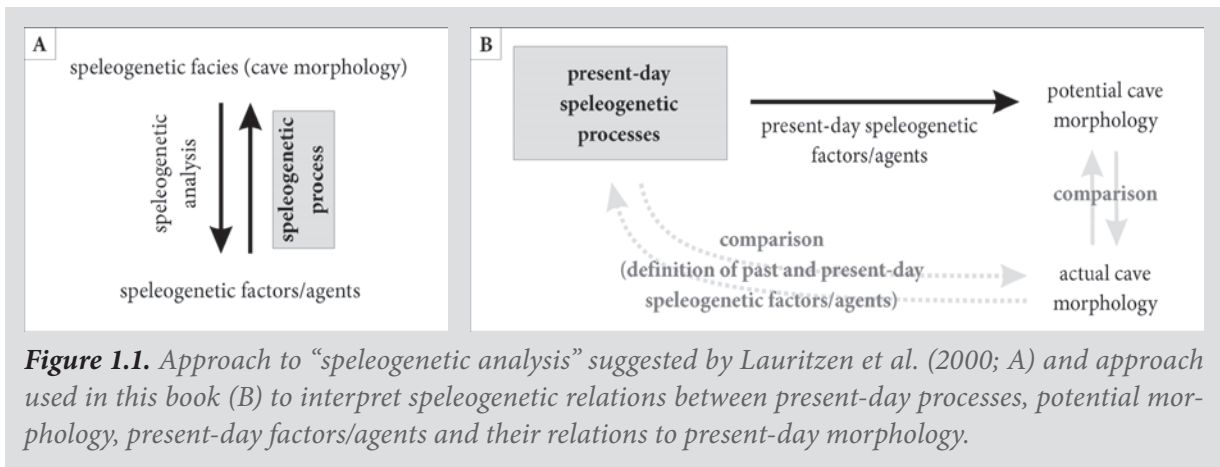 A
speleogenetic facies (cave morphology)
speleogenetic
analysis
speleogenetic
process
speleogenetic factors/agents
B
present-day
speleogenetic
processes
present-day speleogenetic
factors/agents
potential cave
morphology
comparison
comparison
(definition of past and present-day
speleogenetic factors/agents)
actual cave
morphology
Figure 1.1. Approach to “speleogenetic analysis” suggested by Lauritzen et al. (2000; A) and approach
used in this book (B) to interpret speleogenetic relations between present-day processes, potential mor-
phology, present-day factors/agents and their relations to present-day morphology.